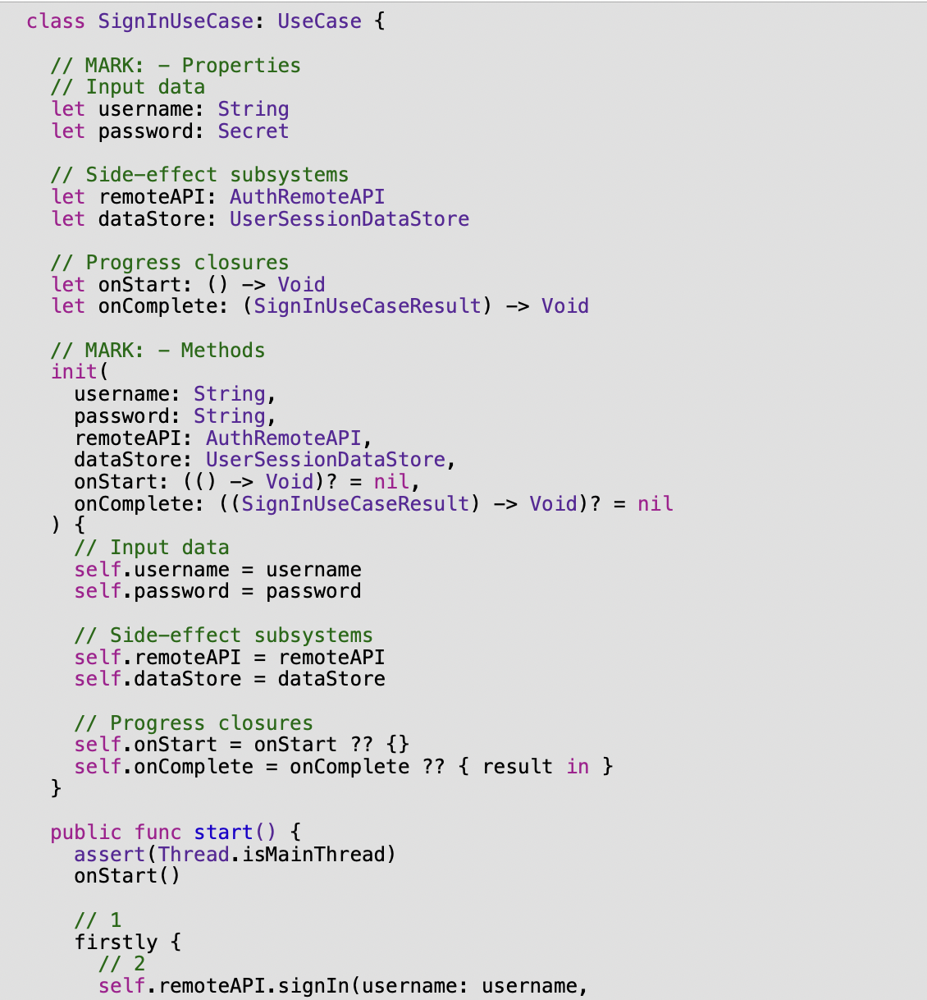 class SignInUseCase: UseCase {
// MARK: - Properties
// Input data
let username: String
let password: Secret
// Side-effect subsystems
let remoteAPI: AuthRemoteAPI
let dataStore: UserSessionDataStore
// Progress closures
let onStart: () -> Void
let onComplete: (SignInUseCaseResult) -> Void
// MARK: - Methods
init(
username: String,
password: String,
remoteAPI: AuthRemoteAPI,
dataStore: UserSessionDataStore,
onStart: (() -> Void)? = nil,
onComplete: ((SignInUseCaseResult) -> Void)? = nil
) {
// Input data
self.username = username
self.password = password
// Side-effect subsystems
self.remoteAPI = remoteAPI
self.dataStore = dataStore
// Progress closures
self.onStart = onStart ?? {}
self.onComplete = onComplete ?? { result in }
}
public func start() {
assert(Thread.isMainThread)
onStart()
// 1
firstly {
// 2
self.remoteAPI.signIn(username: username,